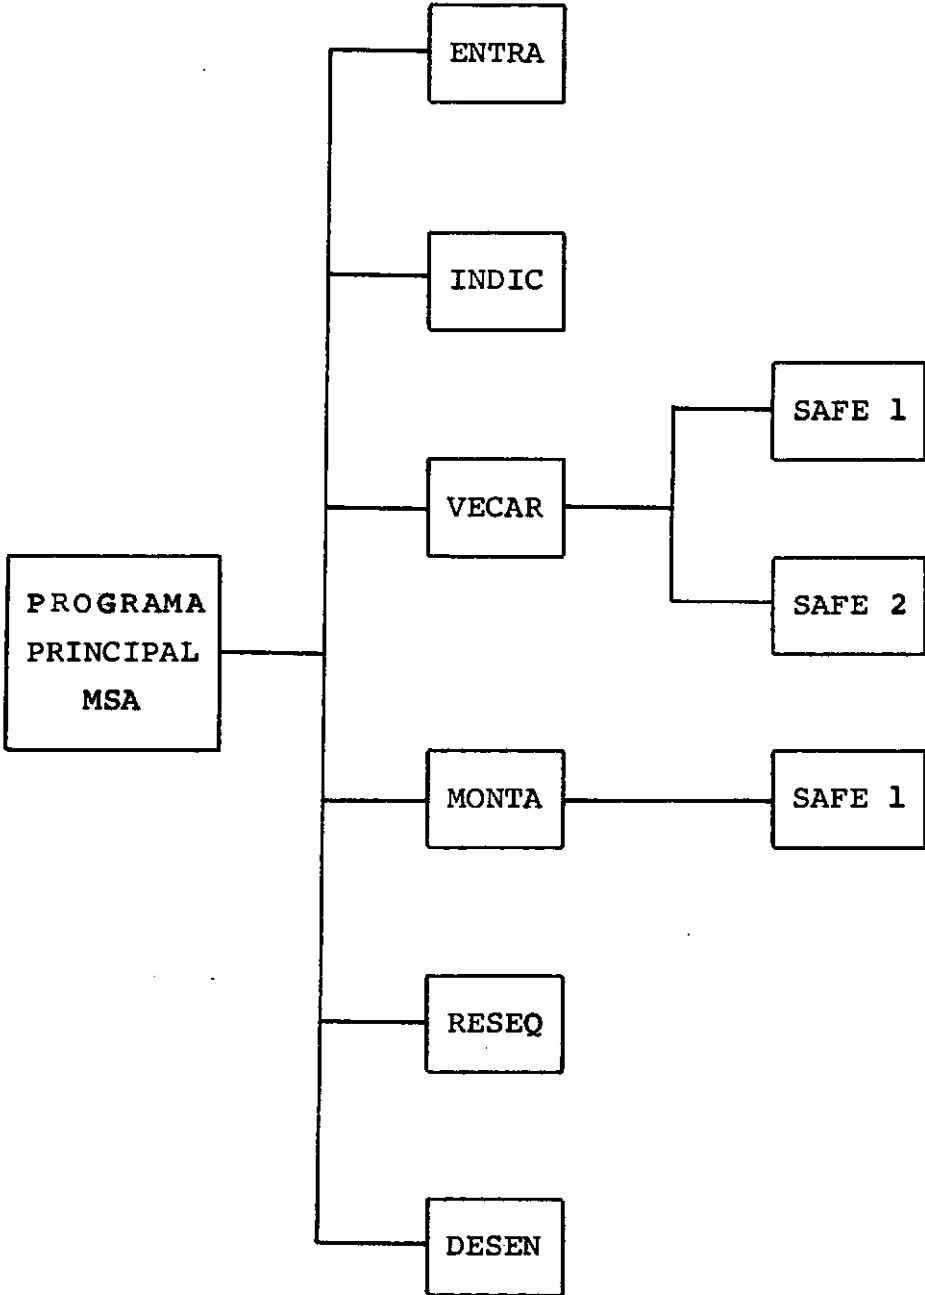 ENTRA
INDIC
SAFE 1
VECAR
SAFE 2
PROGRAMA
PRINCIPAL
MSA
MONTA
SAFE 1
RESEQ
DESEN